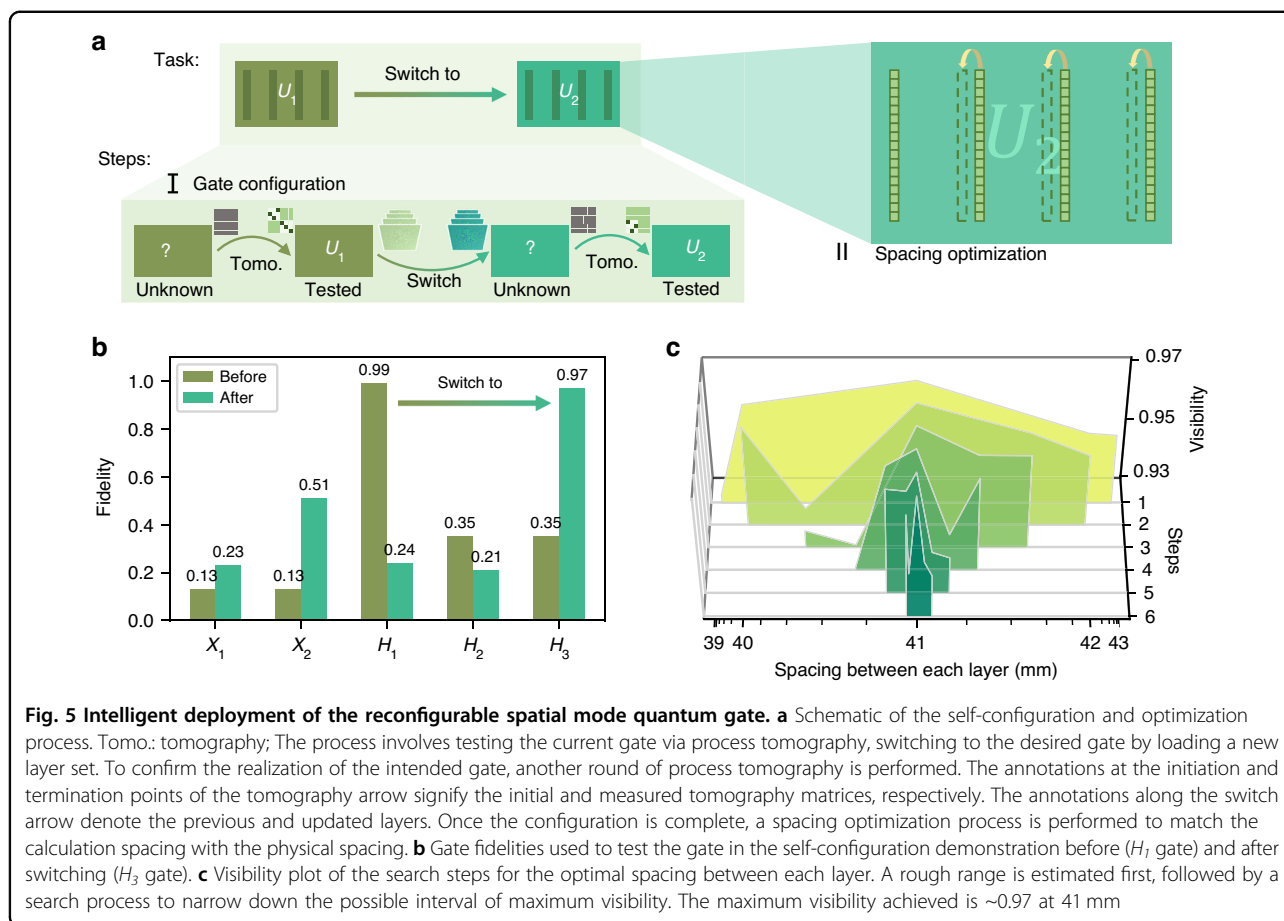 a
Task:
U1
Switch to
U2
U2
Steps:
I Gate configuration
?
Tomo.
U1
Switch
?
Tomo.
U2
Unknown
Tested
Unknown
Tested
II Spacing optimization
b
Before
After
Switch to
Fidelity
1.0
0.8
0.6
0.4
0.2
0.0
0.13
0.23
0.13
0.51
0.99
0.24
0.35
0.21
0.35
0.97
X1
X2
H1
H2
H3
c
0.97
0.95
0.93
Visibility
1
2
3
4
5
6
Steps
39 40 41 42 43
Spacing between each layer (mm)
Fig. 5 Intelligent deployment of the reconfigurable spatial mode quantum gate. a Schematic of the self-configuration and optimization
process. Tomo.: tomography; The process involves testing the current gate via process tomography, switching to the desired gate by loading a new
layer set. To confirm the realization of the intended gate, another round of process tomography is performed. The annotations at the initiation and
termination points of the tomography arrow signify the initial and measured tomography matrices, respectively. The annotations along the switch
arrow denote the previous and updated layers. Once the configuration is complete, a spacing optimization process is performed to match the
calculation spacing with the physical spacing. b Gate fidelities used to test the gate in the self-configuration demonstration before (H1 gate) and after
switching (H3 gate). c Visibility plot of the search steps for the optimal spacing between each layer. A rough range is estimated first, followed by a
search process to narrow down the possible interval of maximum visibility. The maximum visibility achieved is ~0.97 at 41 mm